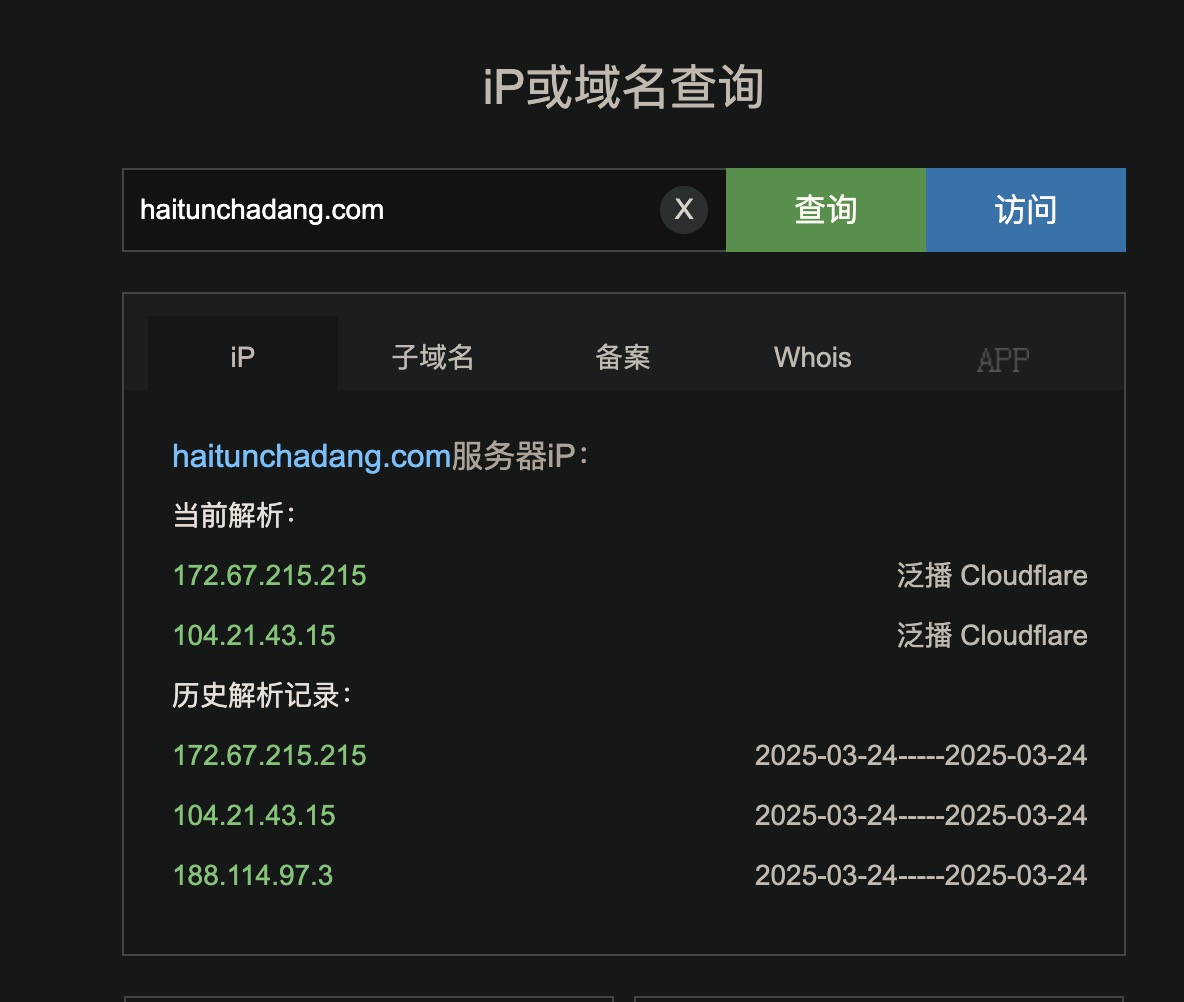 iP或域名查询
haitunchadang.com X 查询 访问
iP 子域名 备案 Whois APP
haitunchadang.com服务器iP：
当前解析：
172.67.215.215 泛播 Cloudflare
104.21.43.15 泛播 Cloudflare
历史解析记录：
172.67.215.215 2025-03-24-----2025-03-24
104.21.43.15 2025-03-24-----2025-03-24
188.114.97.3 2025-03-24-----2025-03-24